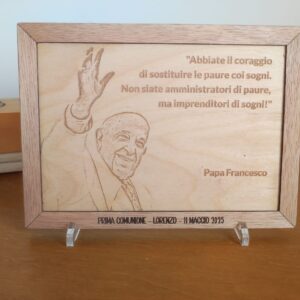 "Abbiate il coraggio
di sostituire le paure coi sogni.
Non siate amministratori di paure,
ma imprenditori di sogni!"
Papa Francesco
PRIMA COMUNIONE - LORENZO - 11 MAGGIO 2025